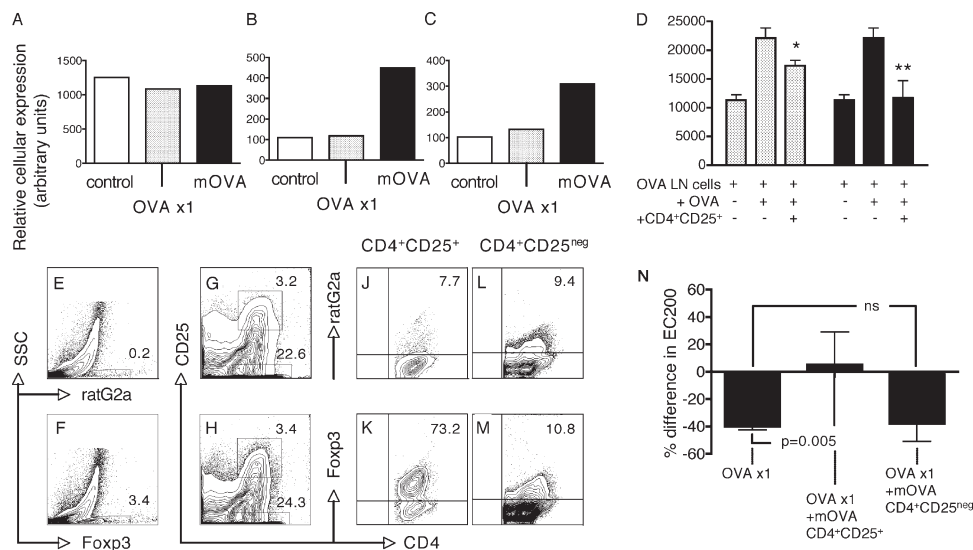 A
B
C
D
Relative cellular expression
(arbitrary units)
1500
1000
500
0
control
mOVA
OVA x1
500
400
300
200
100
0
control
mOVA
OVA x1
400
300
200
100
0
control
mOVA
OVA x1
25000
20000
15000
10000
5000
0
*
**
OVA LN cells + + + + + +
+ OVA - + + - + +
+CD4+CD25+ - - + - - +
CD4+CD25+
CD4+CD25neg
E
0.2
SSC
ratG2a
F
3.4
Foxp3
G
3.2
22.6
CD25
H
3.4
24.3
CD4
J
7.7
ratG2a
L
9.4
K
73.2
Foxp3
M
10.8
N
% difference in EC200
60
40
20
0
-20
-40
-60
ns
p=0.005
OVA x1
OVA x1
+mOVA
CD4+CD25+
OVA x1
+mOVA
CD4+CD25neg